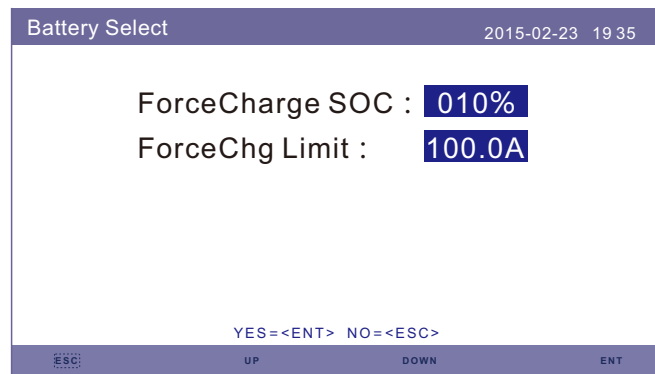 Battery Select 2015-02-23 19 35
ForceCharge SOC : 010%
ForceChg Limit : 100.0A
YES=<ENT> NO=<ESC>
ESC UP DOWN ENT